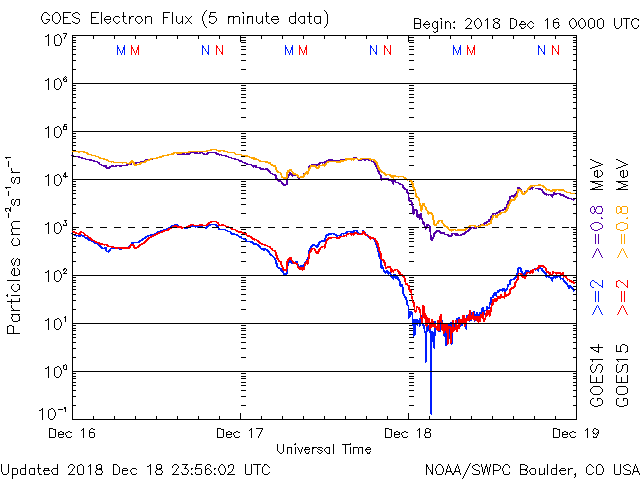 GOES Electron Flux (5 minute data)
Begin: 2018 Dec 16 0000 UTC
M M N N M M N N M M N N
10⁷
10⁶
10⁵
10⁴
10³
10²
10¹
10⁰
10⁻¹
Particles cm⁻²s⁻¹sr⁻¹
Dec 16 Dec 17 Dec 18 Dec 19
Universal Time
GOES14 >=2 >=0.8 MeV
GOES15 >=2 >=0.8 MeV
Updated 2018 Dec 18 23:56:02 UTC
NOAA/SWPC Boulder, CO USA